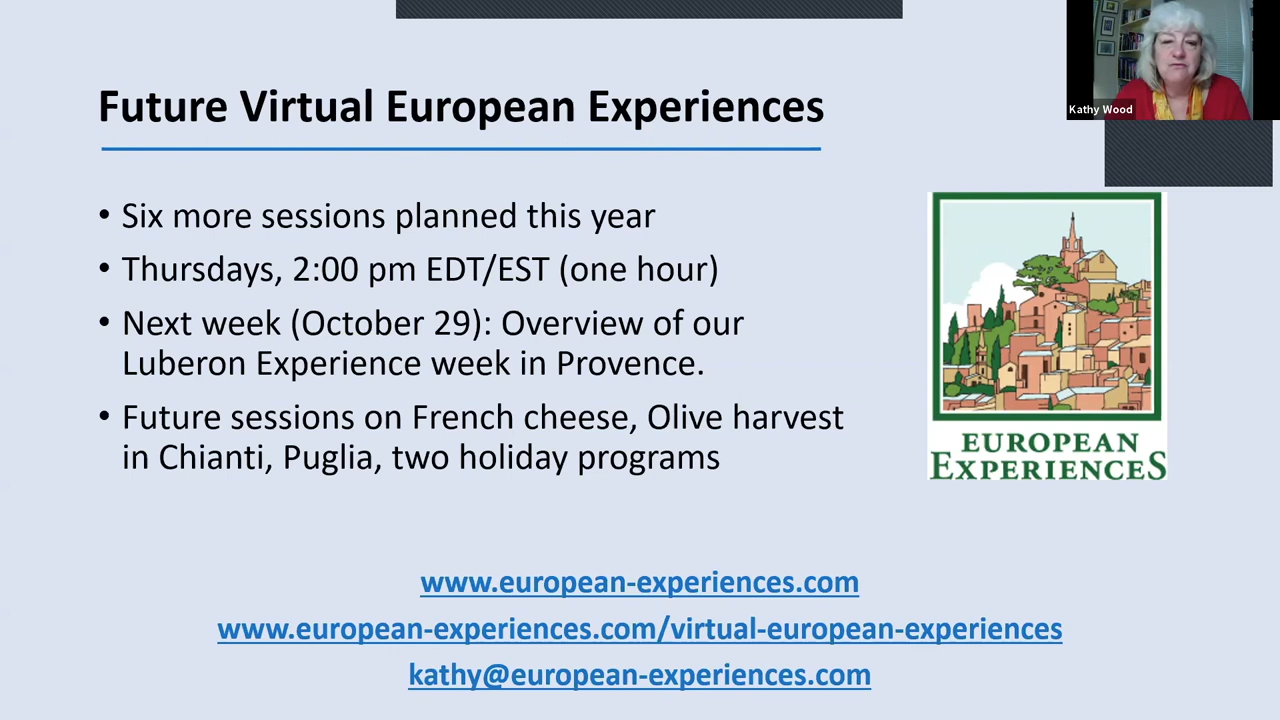 Kathy Wood
Future Virtual European Experiences
• Six more sessions planned this year
• Thursdays, 2:00 pm EDT/EST (one hour)
• Next week (October 29): Overview of our
Luberon Experience week in Provence.
• Future sessions on French cheese, Olive harvest
in Chianti, Puglia, two holiday programs
EUROPEAN
EXPERIENCES
www.european-experiences.com
www.european-experiences.com/virtual-european-experiences
kathy@european-experiences.com